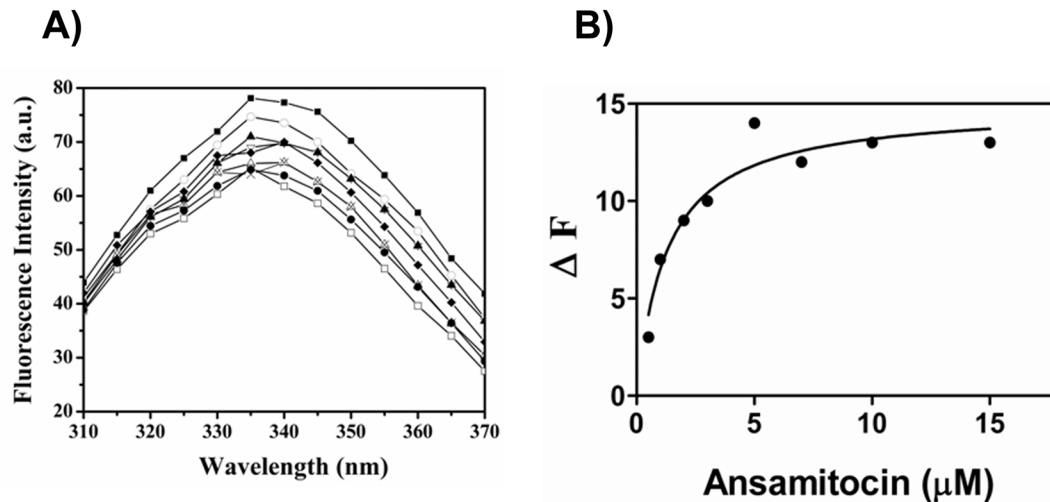 A)
B)
Fluorescence Intensity (a.u.)
80
70
60
50
40
30
20
310 320 330 340 350 360 370
Wavelength (nm)
Δ F
15
10
5
0
0 5 10 15
Ansamitocin (μM)